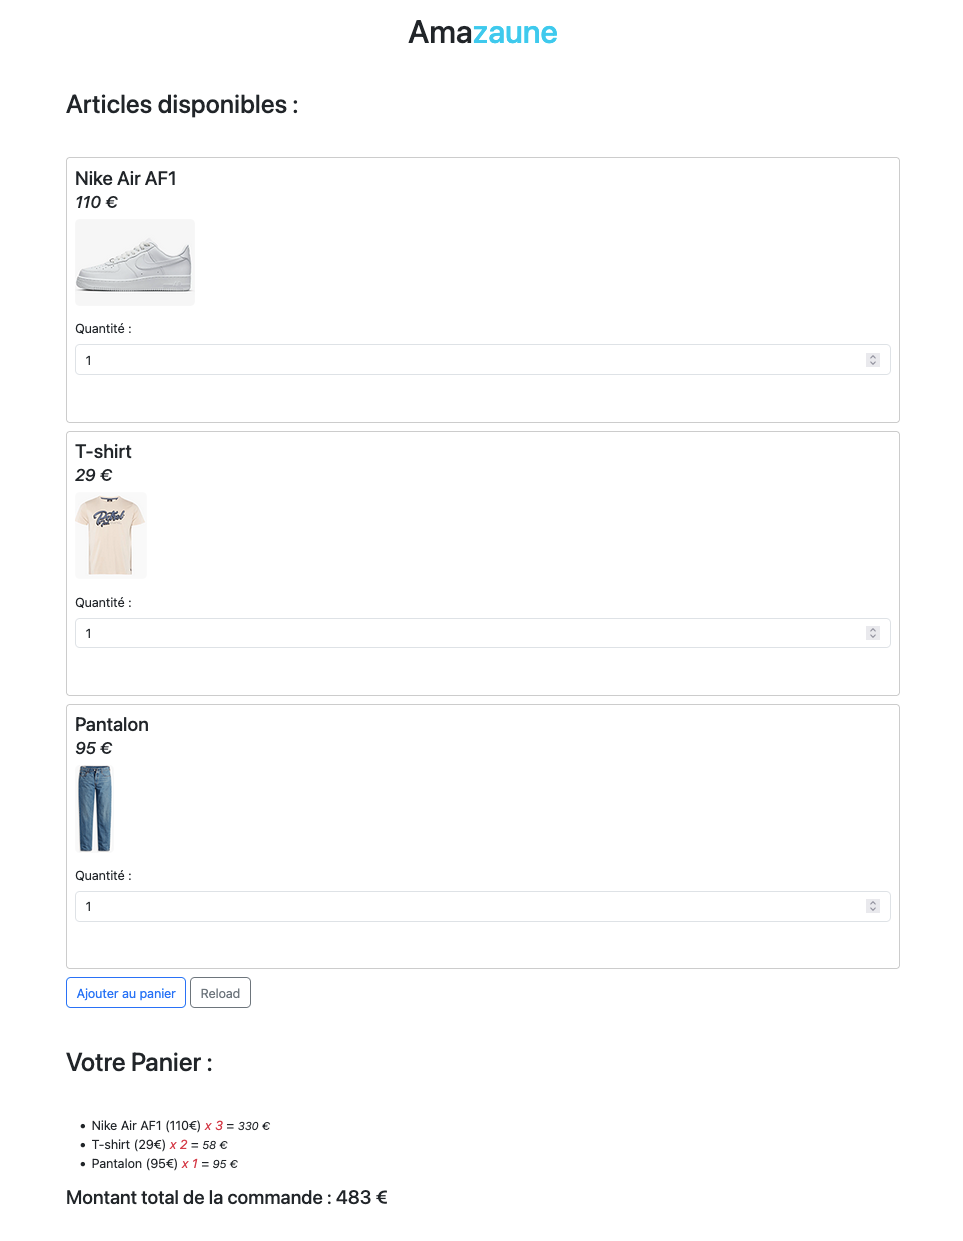 Amazaune
Articles disponibles :
Nike Air AF1
110 €
Quantité :
1
T-shirt
29 €
Petrol
Quantité :
1
Pantalon
95 €
Quantité :
1
Ajouter au panier Reload
Votre Panier :
• Nike Air AF1 (110€) x 3 = 330 €
• T-shirt (29€) x 2 = 58 €
• Pantalon (95€) x 1 = 95 €
Montant total de la commande : 483 €